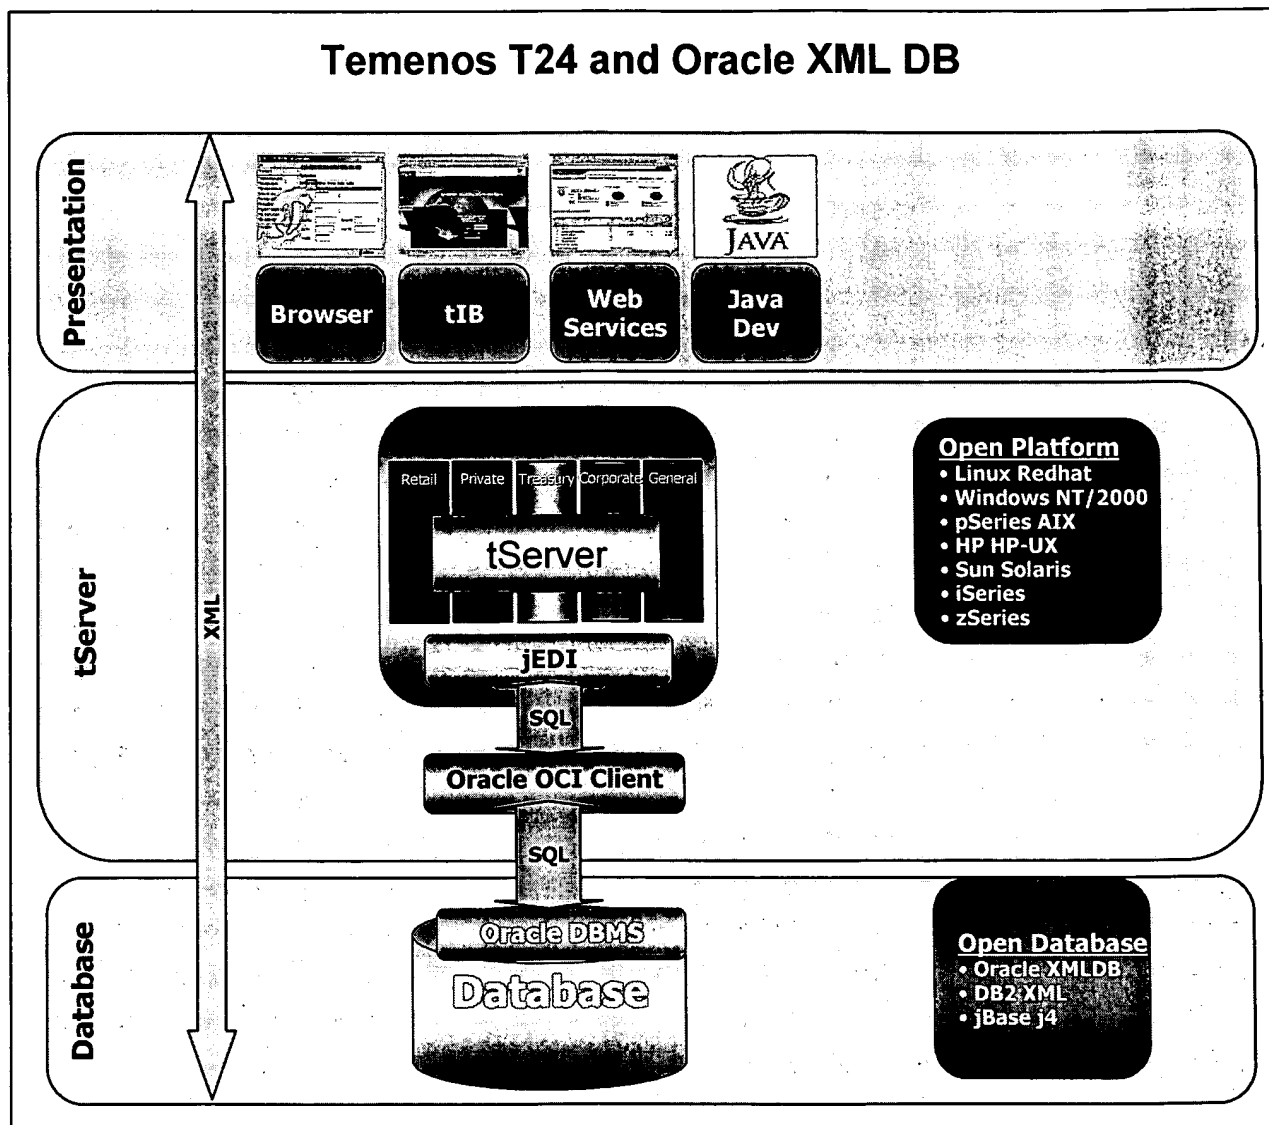 Temenos T24 and Oracle XML DB
Presentation
JAVA
Browser
tIB
Web
Services
Java
Dev
tServer
XML
Retail
Private
Treasury
Corporate
General
tServer
jEDI
SQL
Oracle OCI Client
SQL
Open Platform
• Linux Redhat
• Windows NT/2000
• pSeries AIX
• HP HP-UX
• Sun Solaris
• iSeries
• zSeries
Database
Oracle DBMS
Database
Open Database
• Oracle XMLDB
• DB2 XML
• jBase j4